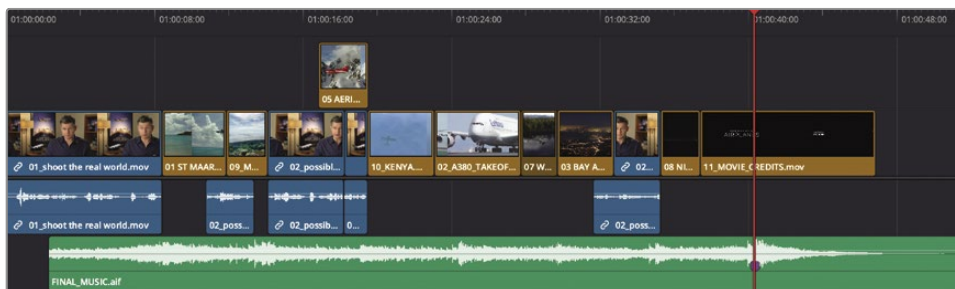 01:00:00:00 01:00:08:00 01:00:16:00 01:00:24:00 01:00:32:00 01:00:40:00 01:00:48:00
05 AERI...
01_shoot the real world.mov 01 ST MAAR... 09_M... 02_possibl... 10_KENYA.... 02_A380_TAKEOF... 07 W... 03 BAY A... 02... 08 NI... 11_MOVIE_CREDITS.mov
01_shoot the real world.mov 02_poss... 02_possib... 0... 02_poss...
FINAL_MUSIC.aif